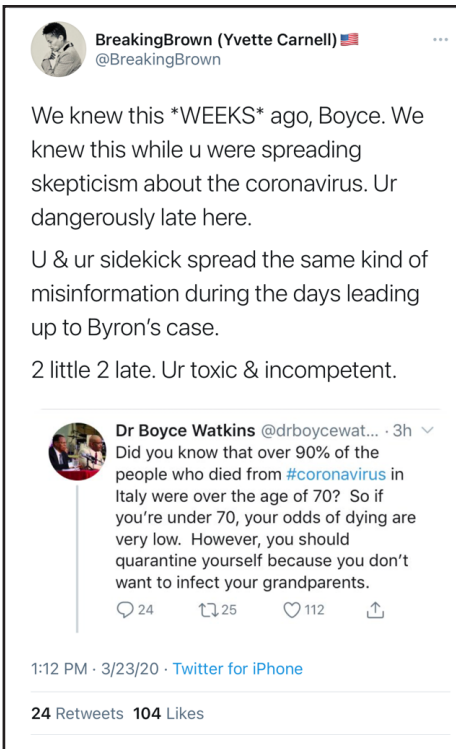 BreakingBrown (Yvette Carnell)🇺🇸
@BreakingBrown
We knew this *WEEKS* ago, Boyce. We
knew this while u were spreading
skepticism about the coronavirus. Ur
dangerously late here.
U & ur sidekick spread the same kind of
misinformation during the days leading
up to Byron's case.
2 little 2 late. Ur toxic & incompetent.
Dr Boyce Watkins @drboycewat... · 3h
Did you know that over 90% of the
people who died from #coronavirus in
Italy were over the age of 70?  So if
you're under 70, your odds of dying are
very low.  However, you should
quarantine yourself because you don't
want to infect your grandparents.
24 25 112
1:12 PM · 3/23/20 · Twitter for iPhone
24 Retweets 104 Likes